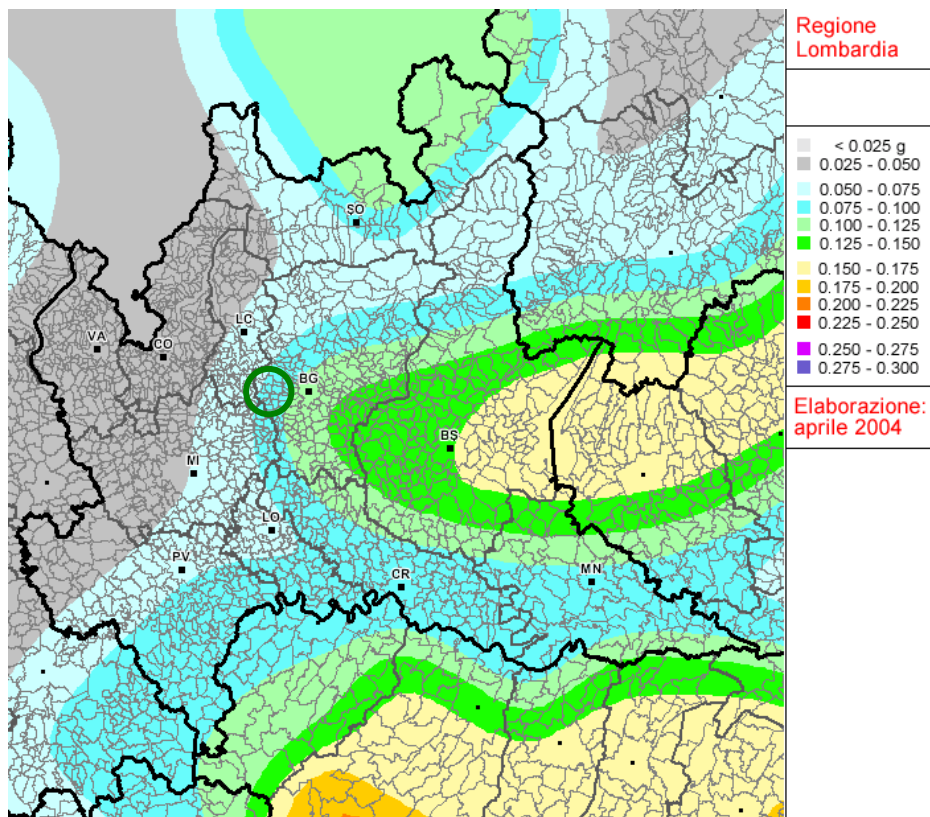 Regione
Lombardia
< 0.025 g
0.025 - 0.050
0.050 - 0.075
0.075 - 0.100
0.100 - 0.125
0.125 - 0.150
0.150 - 0.175
0.175 - 0.200
0.200 - 0.225
0.225 - 0.250
0.250 - 0.275
0.275 - 0.300
Elaborazione:
aprile 2004
SO
LC
VA
CO
BG
BS
MI
LO
PV
CR
MN